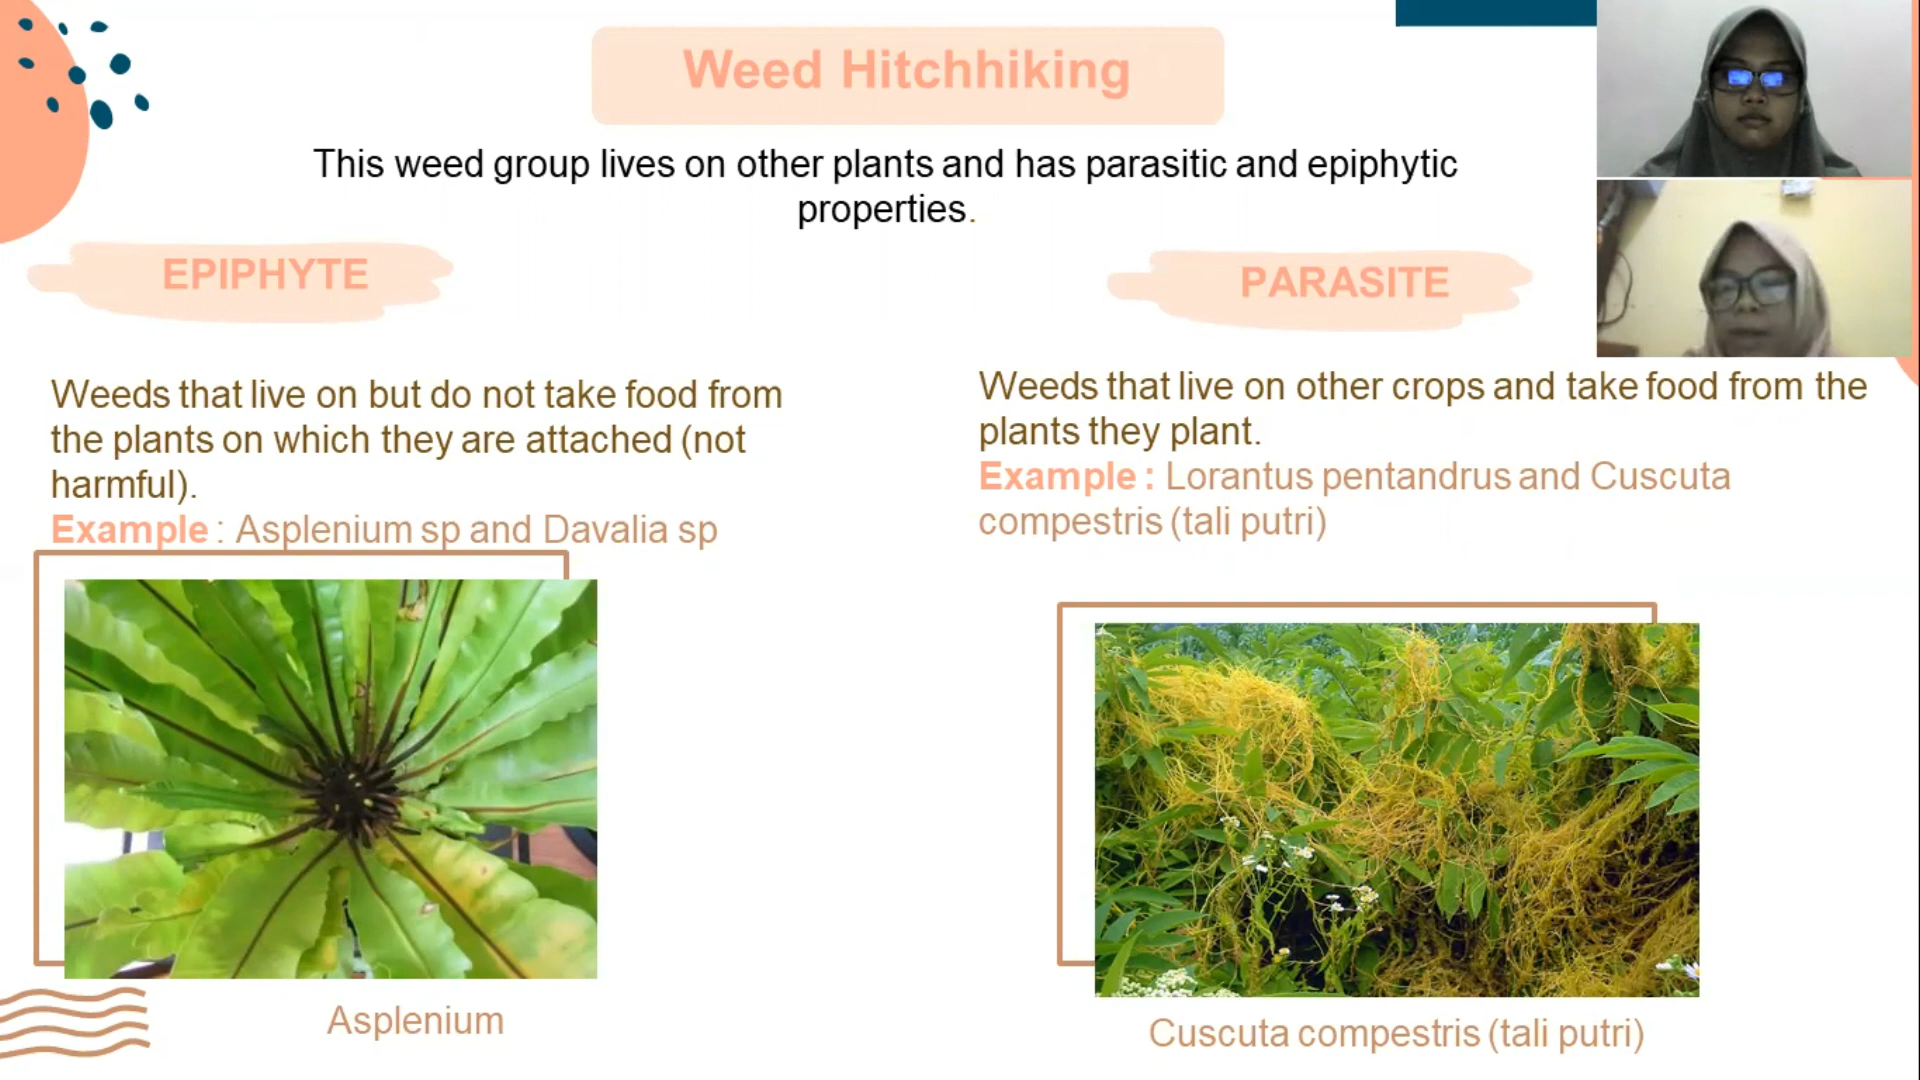 Weed Hitchhiking
This weed group lives on other plants and has parasitic and epiphytic
properties.
EPIPHYTE
Weeds that live on but do not take food from
the plants on which they are attached (not
harmful).
Example : Asplenium sp and Davalia sp
Asplenium
PARASITE
Weeds that live on other crops and take food from the
plants they plant.
Example : Lorantus pentandrus and Cuscuta
compestris (tali putri)
Cuscuta compestris (tali putri)